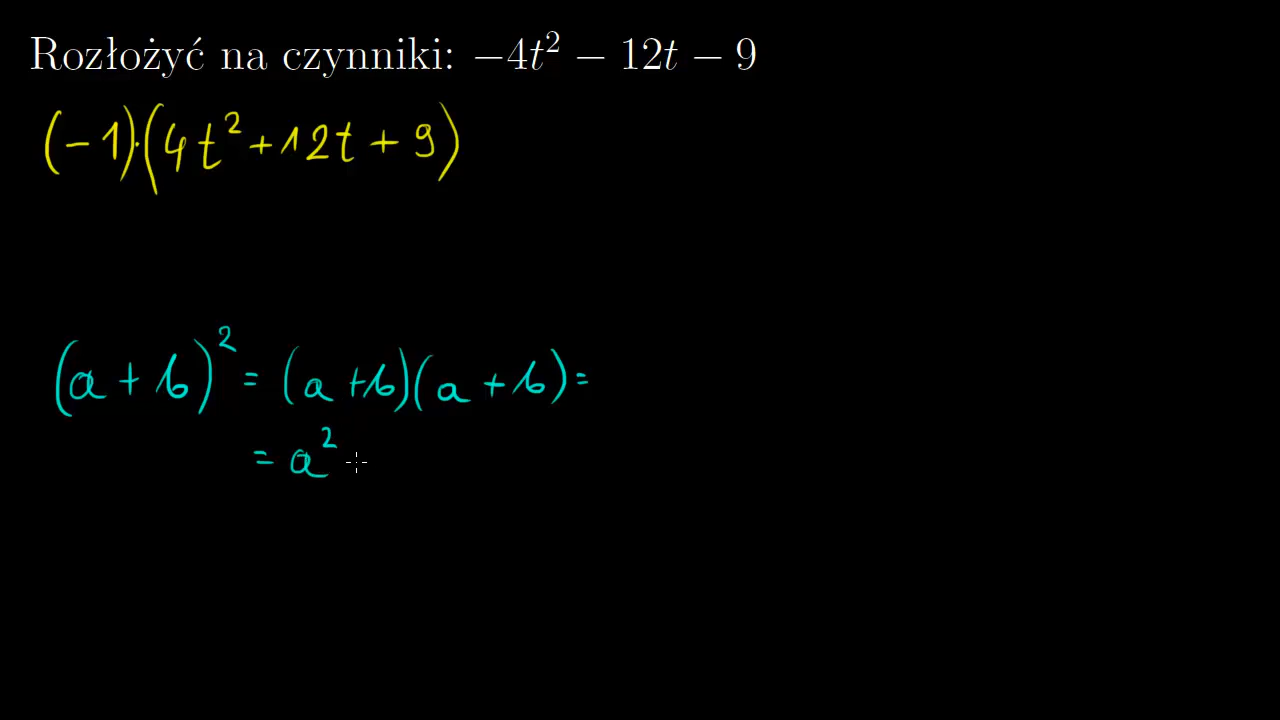 Rozłożyć na czynniki: −4t² − 12t − 9
(−1)·(4t² + 12t + 9)
(a + b)² = (a + b)(a + b) =
= a²